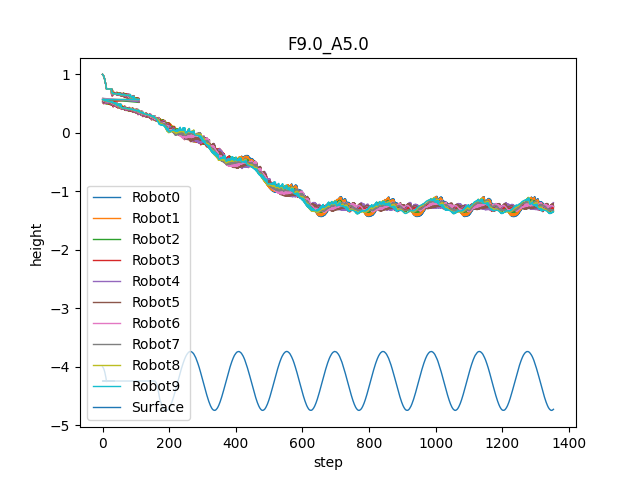 F9.0_A5.0
height
1
0
−1
−2
−3
−4
−5
Robot0
Robot1
Robot2
Robot3
Robot4
Robot5
Robot6
Robot7
Robot8
Robot9
Surface
0 200 400 600 800 1000 1200 1400
step